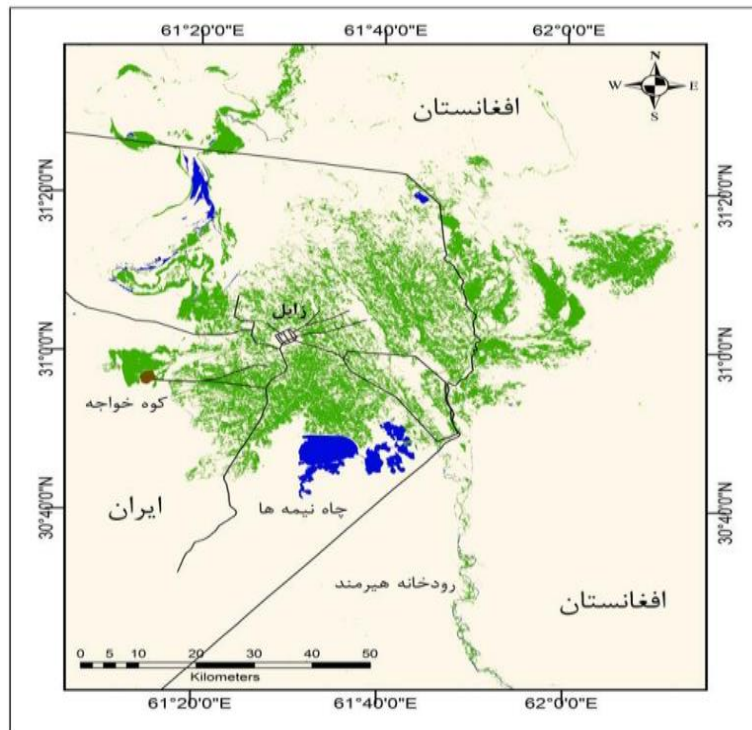 61°20'0"E 61°40'0"E 62°0'0"E
N
W E
S
افغانستان
31°20'0"N 31°20'0"N
زابل
31°0'0"N 31°0'0"N
کوه خواجه
ایران
چاه نیمه ها
30°40'0"N 30°40'0"N
رودخانه هیرمند
افغانستان
0 5 10 20 30 40 50
Kilometers
61°20'0"E 61°40'0"E 62°0'0"E